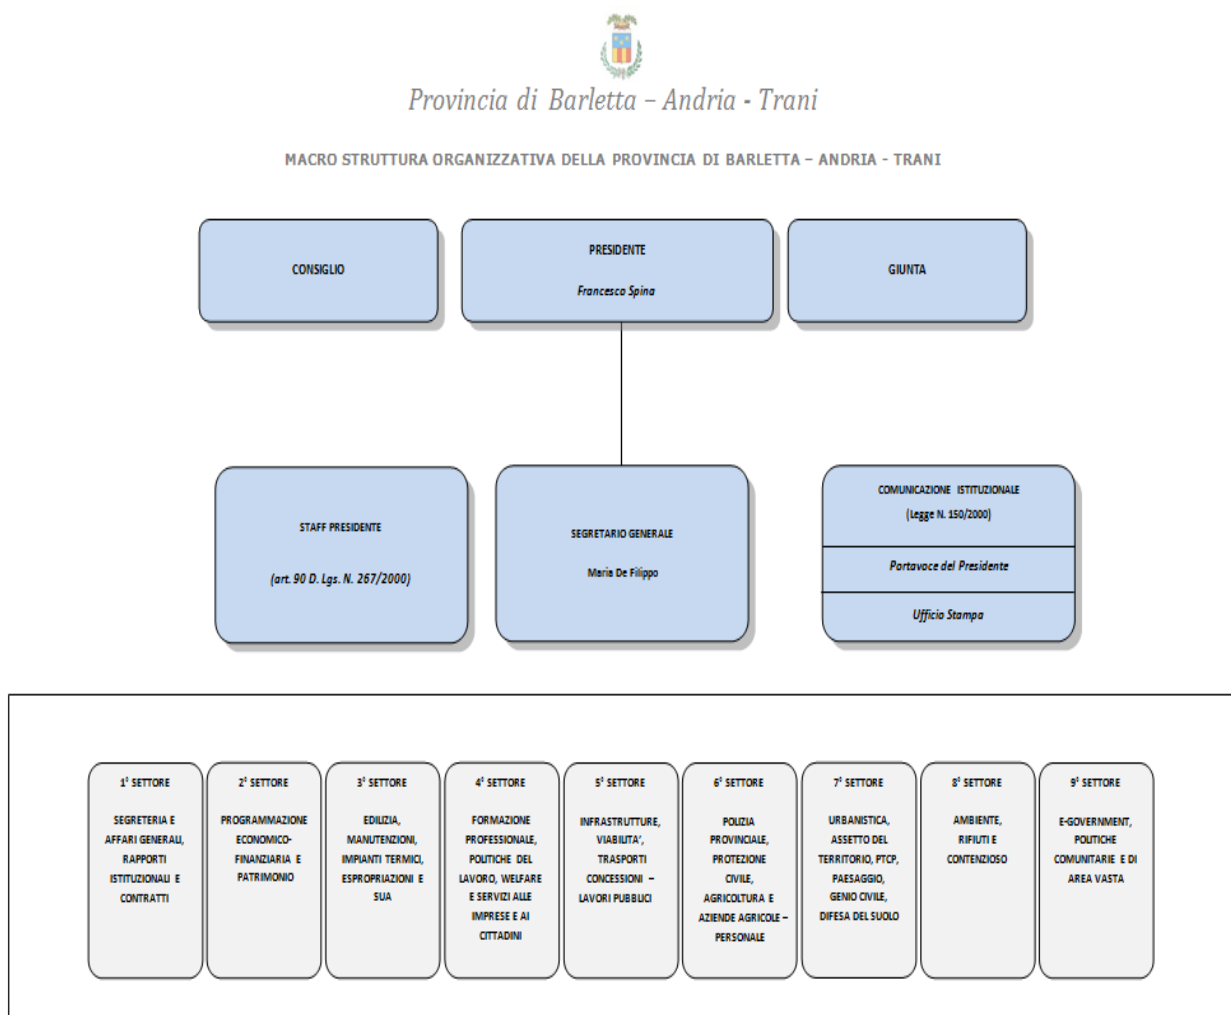 Provincia di Barletta – Andria - Trani
MACRO STRUTTURA ORGANIZZATIVA DELLA PROVINCIA DI BARLETTA – ANDRIA - TRANI
CONSIGLIO
PRESIDENTE
Francesco Spina
GIUNTA
STAFF PRESIDENTE
(art. 90 D. Lgs. N. 267/2000)
SEGRETARIO GENERALE
Maria De Filippo
COMUNICAZIONE ISTITUZIONALE
(Legge N. 150/2000)
Portavoce del Presidente
Ufficio Stampa
1° SETTORE
SEGRETERIA E
AFFARI GENERALI,
RAPPORTI
ISTITUZIONALI E
CONTRATTI
2° SETTORE
PROGRAMMAZIONE
ECONOMICO-
FINANZIARIA E
PATRIMONIO
3° SETTORE
EDILIZIA,
MANUTENZIONI,
IMPIANTI TERMICI,
ESPROPRIAZIONI E
SUA
4° SETTORE
FORMAZIONE
PROFESSIONALE,
POLITICHE DEL
LAVORO, WELFARE
E SERVIZI ALLE
IMPRESE E AI
CITTADINI
5° SETTORE
INFRASTRUTTURE,
VIABILITA',
TRASPORTI
CONCESSIONI –
LAVORI PUBBLICI
6° SETTORE
POLIZIA
PROVINCIALE,
PROTEZIONE
CIVILE,
AGRICOLTURA E
AZIENDE AGRICOLE –
PERSONALE
7° SETTORE
URBANISTICA,
ASSETTO DEL
TERRITORIO, PTCP,
PAESAGGIO,
GENIO CIVILE,
DIFESA DEL SUOLO
8° SETTORE
AMBIENTE,
RIFIUTI E
CONTENZIOSO
9° SETTORE
E-GOVERNMENT,
POLITICHE
COMUNITARIE E DI
AREA VASTA